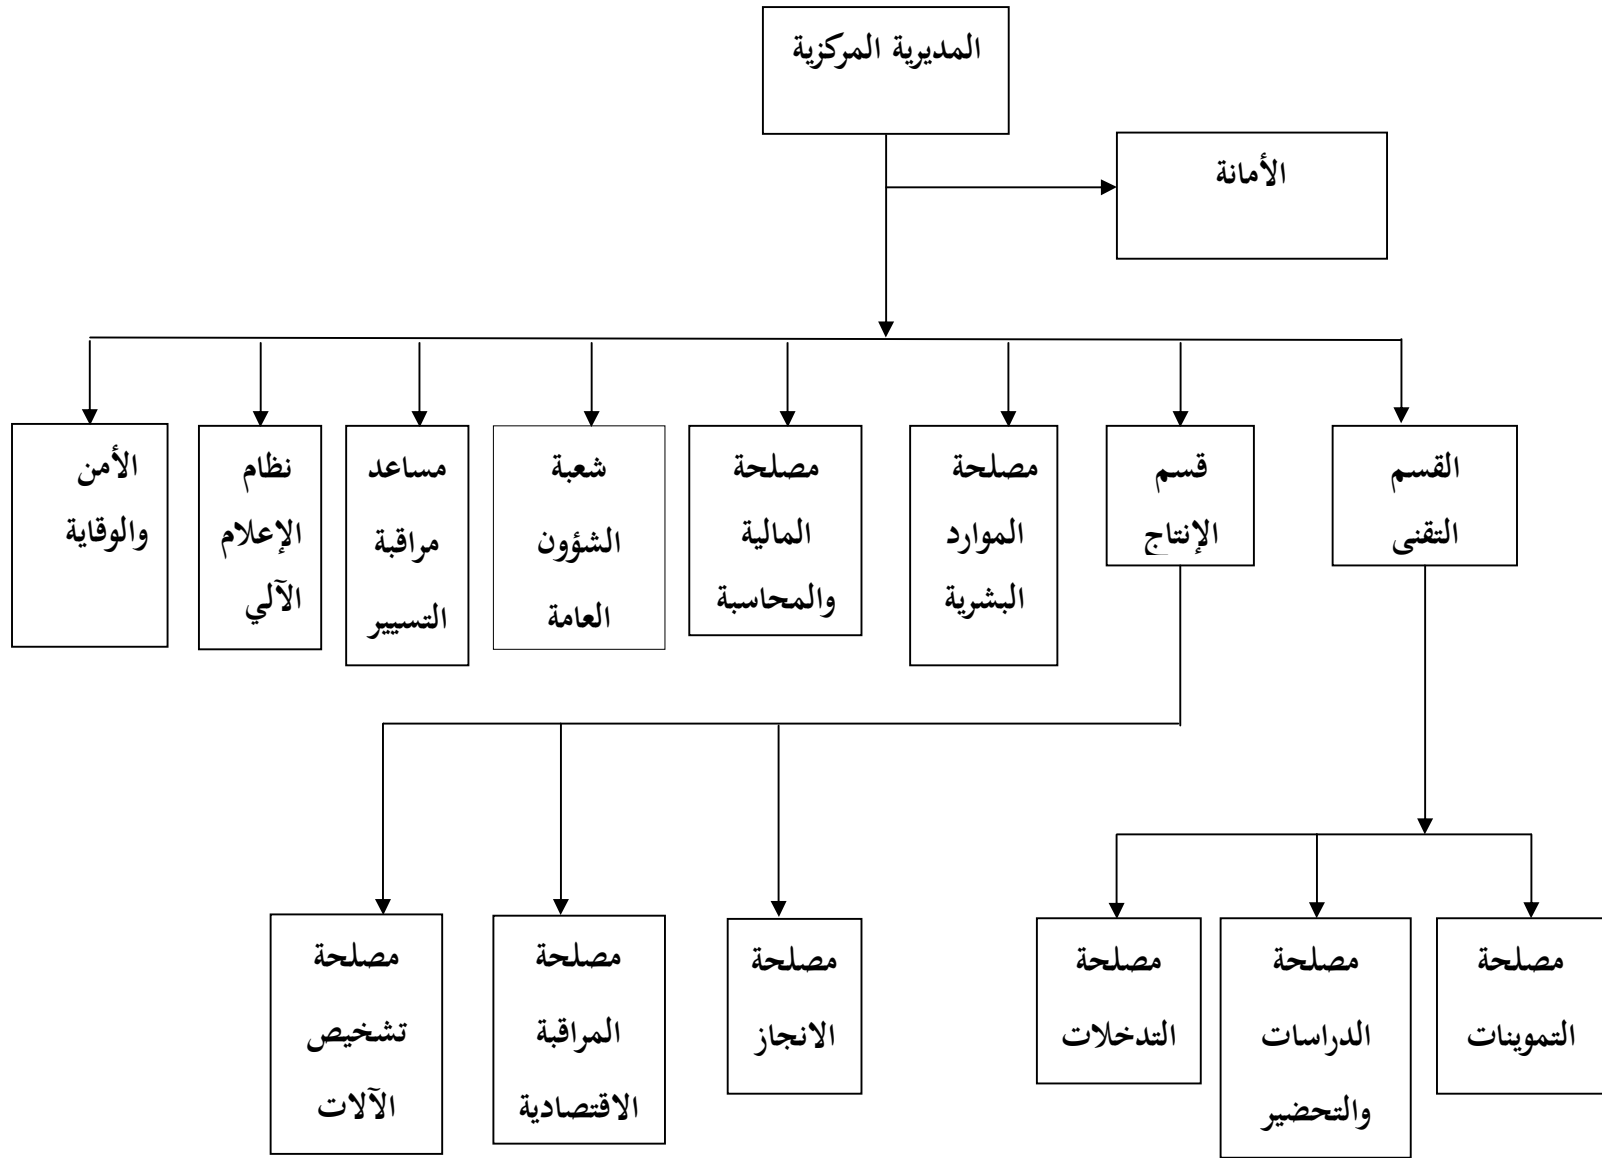 المديرية المركزية
الأمانة
القسم
التقنى
قسم
الإنتاج
مصلحة
الموارد
البشرية
مصلحة
المالية
والمحاسبة
شعبة
الشؤون
العامة
مساعد
مراقبة
التسيير
نظام
الإعلام
الآلي
الأمن
والوقاية
مصلحة
التموينات
مصلحة
الدراسات
والتحضير
مصلحة
التدخلات
مصلحة
الانجاز
مصلحة
المراقبة
الاقتصادية
مصلحة
تشخيص
الآلات